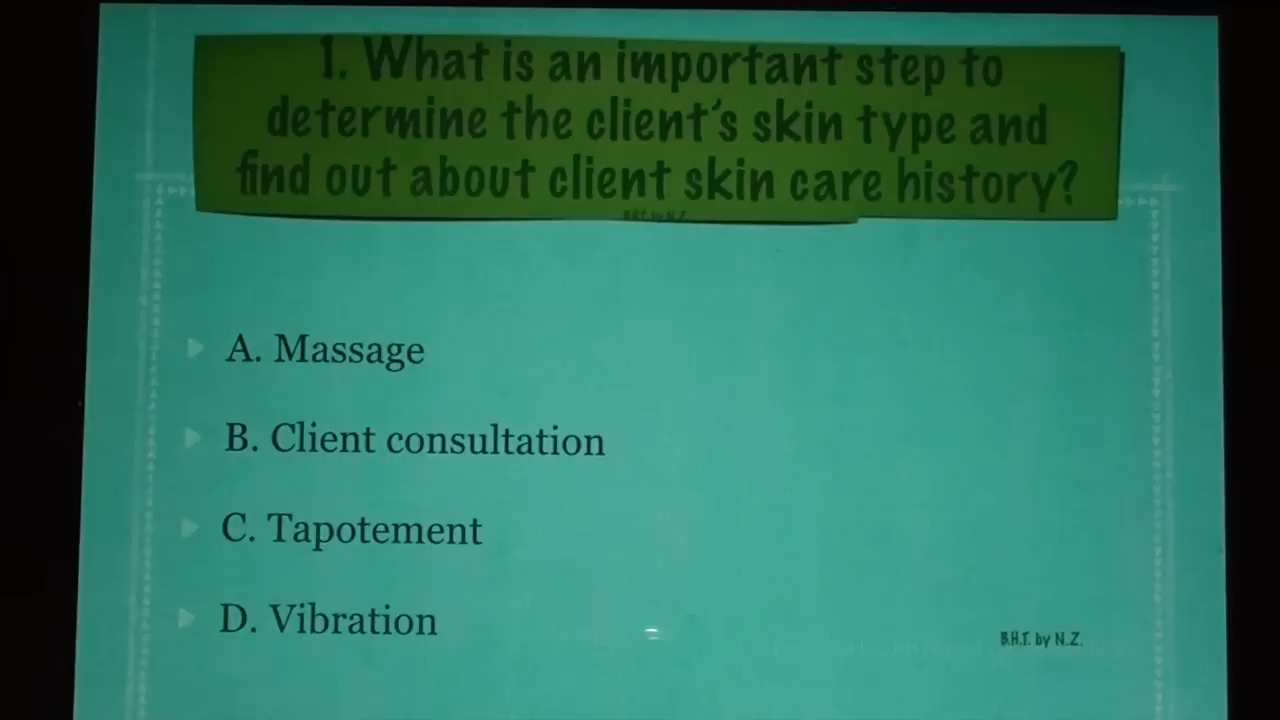 1. What is an important step to
determine the client's skin type and
find out about client skin care history?
B.H.T. by N.Z.
A. Massage
B. Client consultation
C. Tapotement
D. Vibration
B.H.T. by N.Z.